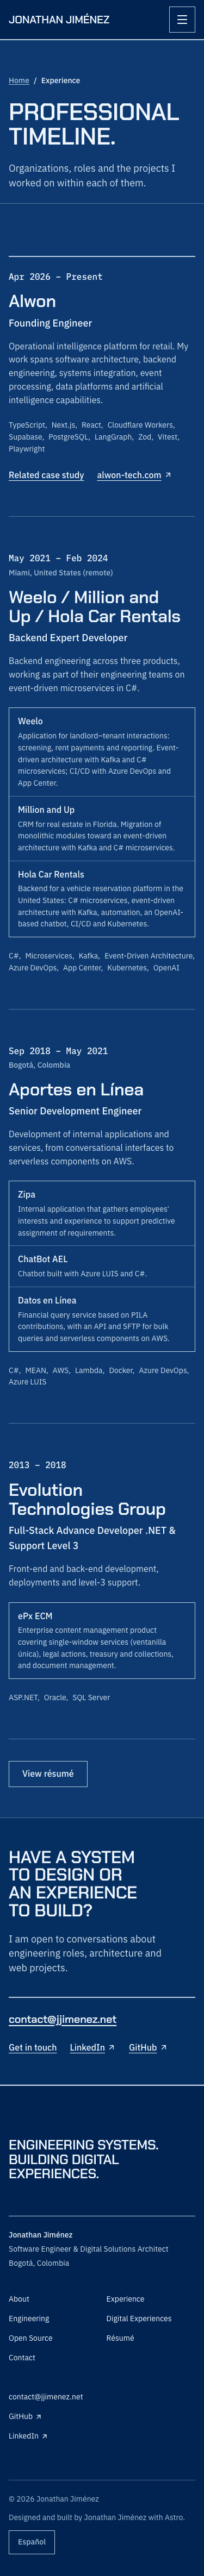 JONATHAN JIMÉNEZ
Home / Experience
PROFESSIONAL
TIMELINE.
Organizations, roles and the projects I
worked on within each of them.
Apr 2026 – Present
Alwon
Founding Engineer
Operational intelligence platform for retail. My
work spans software architecture, backend
engineering, systems integration, event
processing, data platforms and artificial
intelligence capabilities.
TypeScript, Next.js, React, Cloudflare Workers,
Supabase, PostgreSQL, LangGraph, Zod, Vitest,
Playwright
Related case study alwon-tech.com ↗
May 2021 – Feb 2024
Miami, United States (remote)
Weelo / Million and
Up / Hola Car Rentals
Backend Expert Developer
Backend engineering across three products,
working as part of their engineering teams on
event-driven microservices in C#.
Weelo
Application for landlord–tenant interactions:
screening, rent payments and reporting. Event-
driven architecture with Kafka and C#
microservices; CI/CD with Azure DevOps and
App Center.
Million and Up
CRM for real estate in Florida. Migration of
monolithic modules toward an event-driven
architecture with Kafka and C# microservices.
Hola Car Rentals
Backend for a vehicle reservation platform in the
United States: C# microservices, event-driven
architecture with Kafka, automation, an OpenAI-
based chatbot, CI/CD and Kubernetes.
C#, Microservices, Kafka, Event-Driven Architecture,
Azure DevOps, App Center, Kubernetes, OpenAI
Sep 2018 – May 2021
Bogotá, Colombia
Aportes en Línea
Senior Development Engineer
Development of internal applications and
services, from conversational interfaces to
serverless components on AWS.
Zipa
Internal application that gathers employees'
interests and experience to support predictive
assignment of requirements.
ChatBot AEL
Chatbot built with Azure LUIS and C#.
Datos en Línea
Financial query service based on PILA
contributions, with an API and SFTP for bulk
queries and serverless components on AWS.
C#, MEAN, AWS, Lambda, Docker, Azure DevOps,
Azure LUIS
2013 – 2018
Evolution
Technologies Group
Full-Stack Advance Developer .NET &
Support Level 3
Front-end and back-end development,
deployments and level-3 support.
ePx ECM
Enterprise content management product
covering single-window services (ventanilla
única), legal actions, treasury and collections,
and document management.
ASP.NET, Oracle, SQL Server
View résumé
HAVE A SYSTEM
TO DESIGN OR
AN EXPERIENCE
TO BUILD?
I am open to conversations about
engineering roles, architecture and
web projects.
contact@jjimenez.net
Get in touch LinkedIn ↗ GitHub ↗
ENGINEERING SYSTEMS.
BUILDING DIGITAL
EXPERIENCES.
Jonathan Jiménez
Software Engineer & Digital Solutions Architect
Bogotá, Colombia
About Experience
Engineering Digital Experiences
Open Source Résumé
Contact
contact@jjimenez.net
GitHub ↗
LinkedIn ↗
© 2026 Jonathan Jiménez
Designed and built by Jonathan Jiménez with Astro.
Español